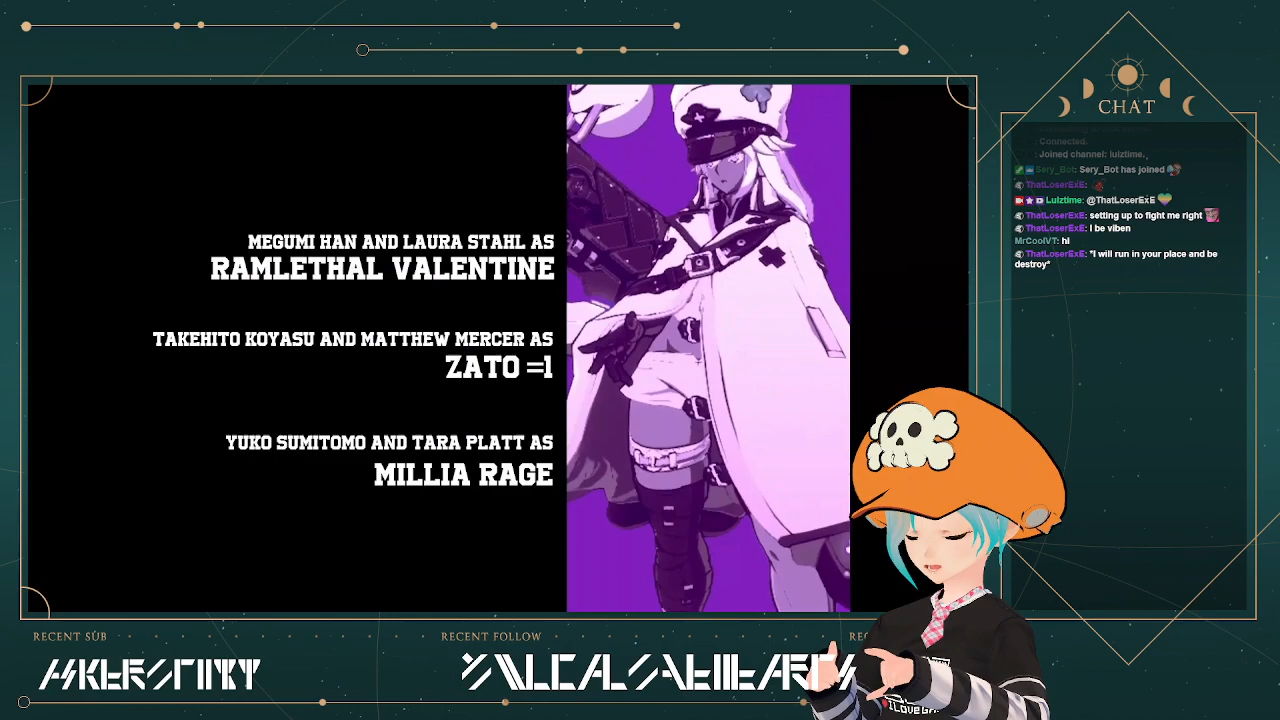 MEGUMI HAN AND LAURA STAHL AS
RAMLETHAL VALENTINE
TAKEHITO KOYASU AND MATTHEW MERCER AS
ZATO =1
YUKO SUMITOMO AND TARA PLATT AS
MILLIA RAGE
CHAT
: Connected.
: Joined channel: lulztime.
Sery_Bot: Sery_Bot has joined
ThatLoserExE:
Lulztime: @ThatLoserExE
ThatLoserExE: setting up to fight me right
ThatLoserExE: I be viben
MrCoolVT: hi
ThatLoserExE: "I will run in your place and be
destroy"
RECENT SUB
RECENT FOLLOW
I LOVE